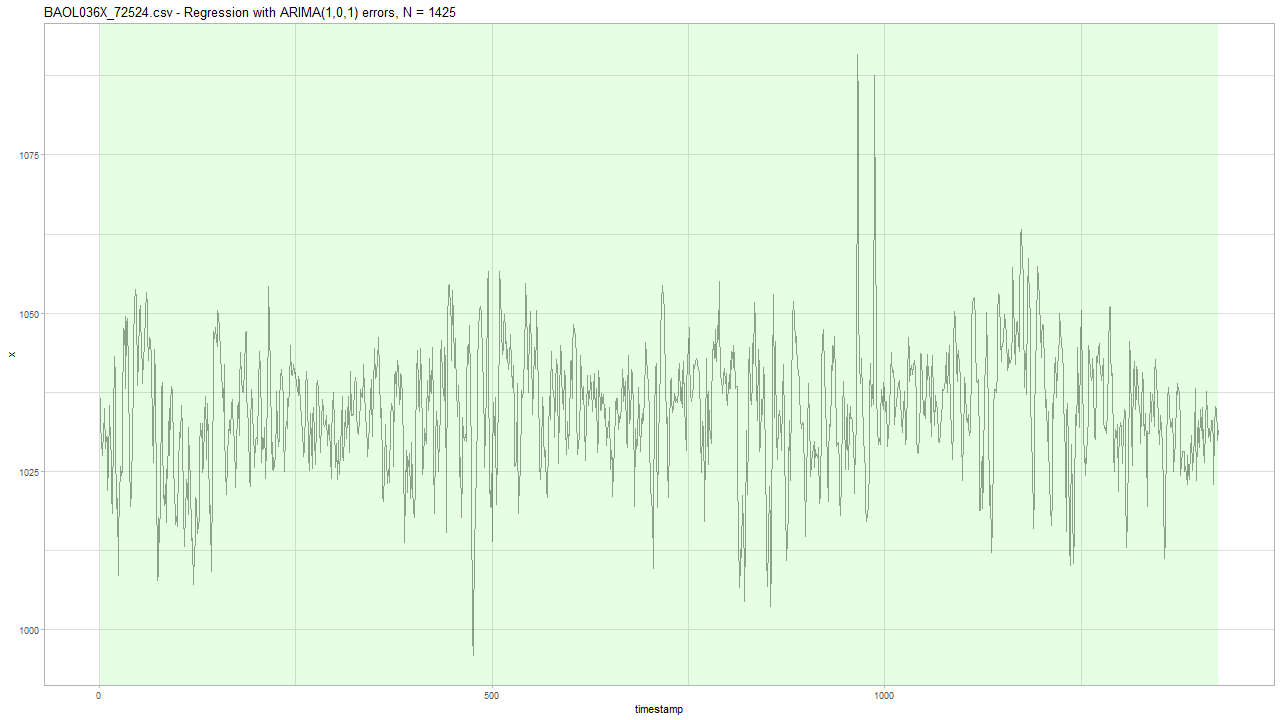 BAOL036X_72524.csv - Regression with ARIMA(1,0,1) errors, N = 1425
1075
1050
x
1025
1000
0 500 1000
timestamp